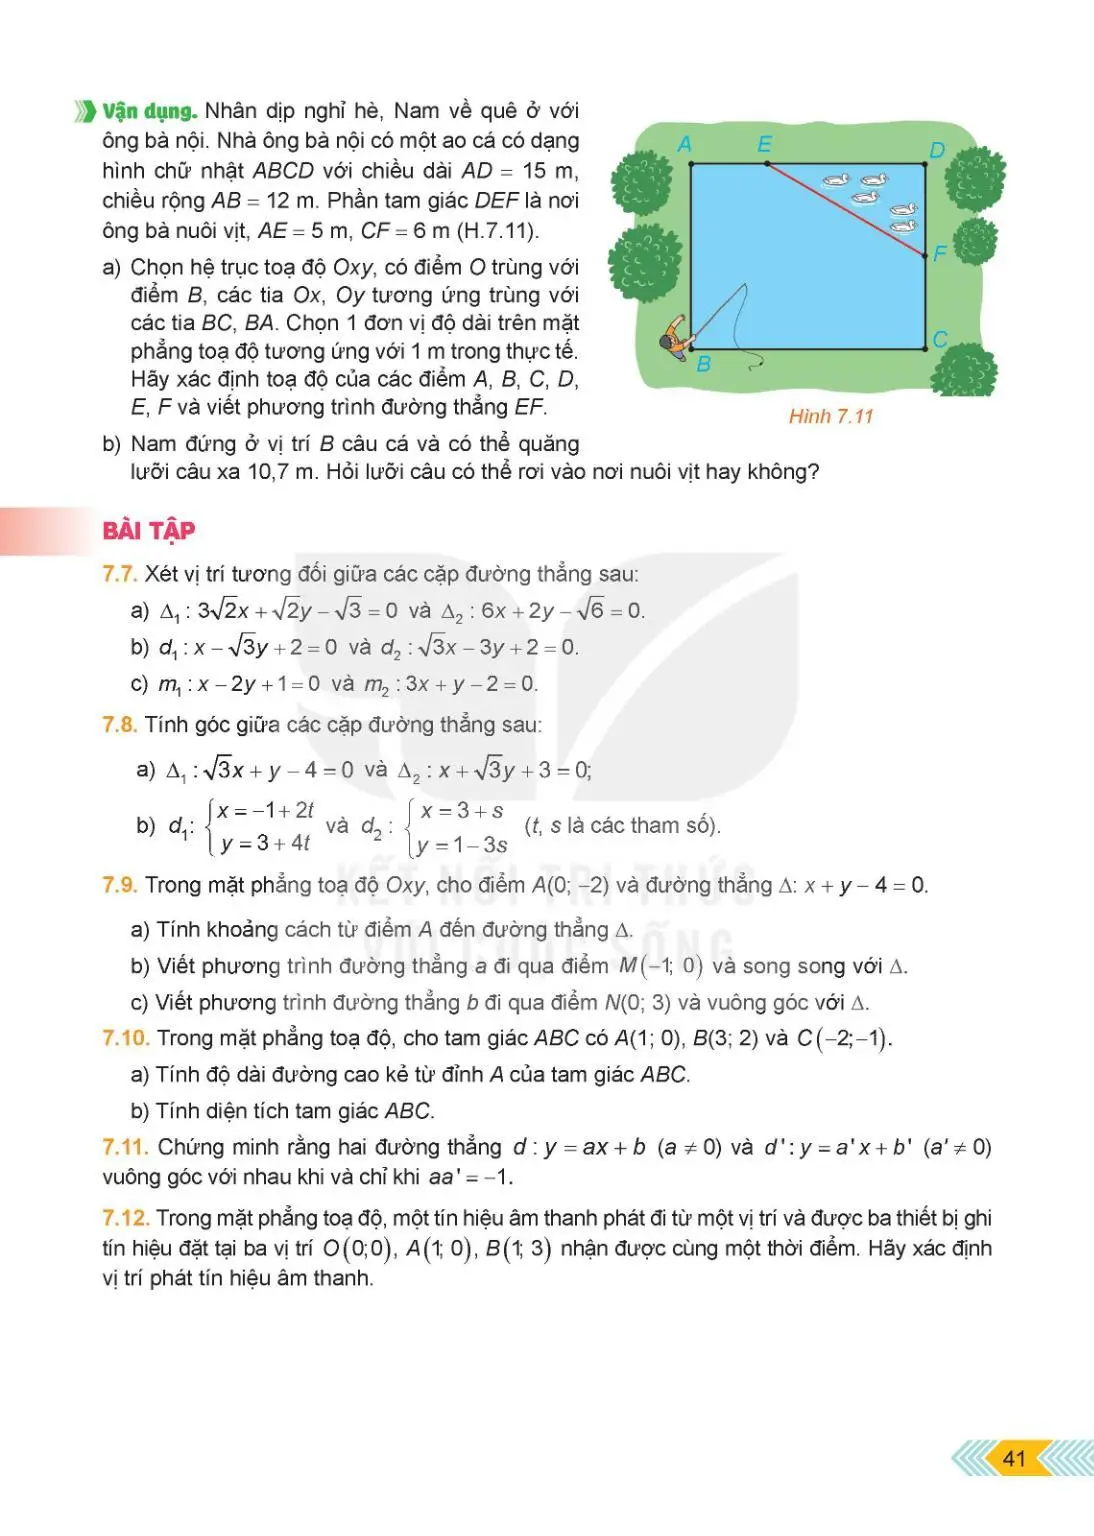 Vận dụng. Nhân dịp nghỉ hè, Nam về quê ở với
ông bà nội. Nhà ông bà nội có một ao cá có dạng
hình chữ nhật ABCD với chiều dài AD = 15 m,
chiều rộng AB = 12 m. Phần tam giác DEF là nơi
ông bà nuôi vịt, AE = 5 m, CF = 6 m (H.7.11).
a) Chọn hệ trục toạ độ Oxy, có điểm O trùng với
điểm B, các tia Ox, Oy tương ứng trùng với
các tia BC, BA. Chọn 1 đơn vị độ dài trên mặt
phẳng toạ độ tương ứng với 1 m trong thực tế.
Hãy xác định toạ độ của các điểm A, B, C, D,
E, F và viết phương trình đường thẳng EF.
A E D
F
C
B
Hình 7.11
b) Nam đứng ở vị trí B câu cá và có thể quăng
lưỡi câu xa 10,7 m. Hỏi lưỡi câu có thể rơi vào nơi nuôi vịt hay không?
BÀI TẬP
7.7. Xét vị trí tương đối giữa các cặp đường thẳng sau:
a) Δ₁ : 3√2x + √2y − √3 = 0 và Δ₂ : 6x + 2y − √6 = 0.
b) d₁ : x − √3y + 2 = 0 và d₂ : √3x − 3y + 2 = 0.
c) m₁ : x − 2y + 1 = 0 và m₂ : 3x + y − 2 = 0.
7.8. Tính góc giữa các cặp đường thẳng sau:
a) Δ₁ : √3x + y − 4 = 0 và Δ₂ : x + √3y + 3 = 0;
b) d₁: { x = −1 + 2t y = 3 + 4t và d₂ : { x = 3 + s y = 1 − 3s (t, s là các tham số).
KẾT NỐI TRI THỨC
VỚI CUỘC SỐNG
7.9. Trong mặt phẳng toạ độ Oxy, cho điểm A(0; −2) và đường thẳng Δ: x + y − 4 = 0.
a) Tính khoảng cách từ điểm A đến đường thẳng Δ.
b) Viết phương trình đường thẳng a đi qua điểm M(−1; 0) và song song với Δ.
c) Viết phương trình đường thẳng b đi qua điểm N(0; 3) và vuông góc với Δ.
7.10. Trong mặt phẳng toạ độ, cho tam giác ABC có A(1; 0), B(3; 2) và C(−2;−1).
a) Tính độ dài đường cao kẻ từ đỉnh A của tam giác ABC.
b) Tính diện tích tam giác ABC.
7.11. Chứng minh rằng hai đường thẳng d : y = ax + b (a ≠ 0) và d' : y = a'x + b' (a' ≠ 0)
vuông góc với nhau khi và chỉ khi aa' = −1.
7.12. Trong mặt phẳng toạ độ, một tín hiệu âm thanh phát đi từ một vị trí và được ba thiết bị ghi
tín hiệu đặt tại ba vị trí O(0;0), A(1; 0), B(1; 3) nhận được cùng một thời điểm. Hãy xác định
vị trí phát tín hiệu âm thanh.
41